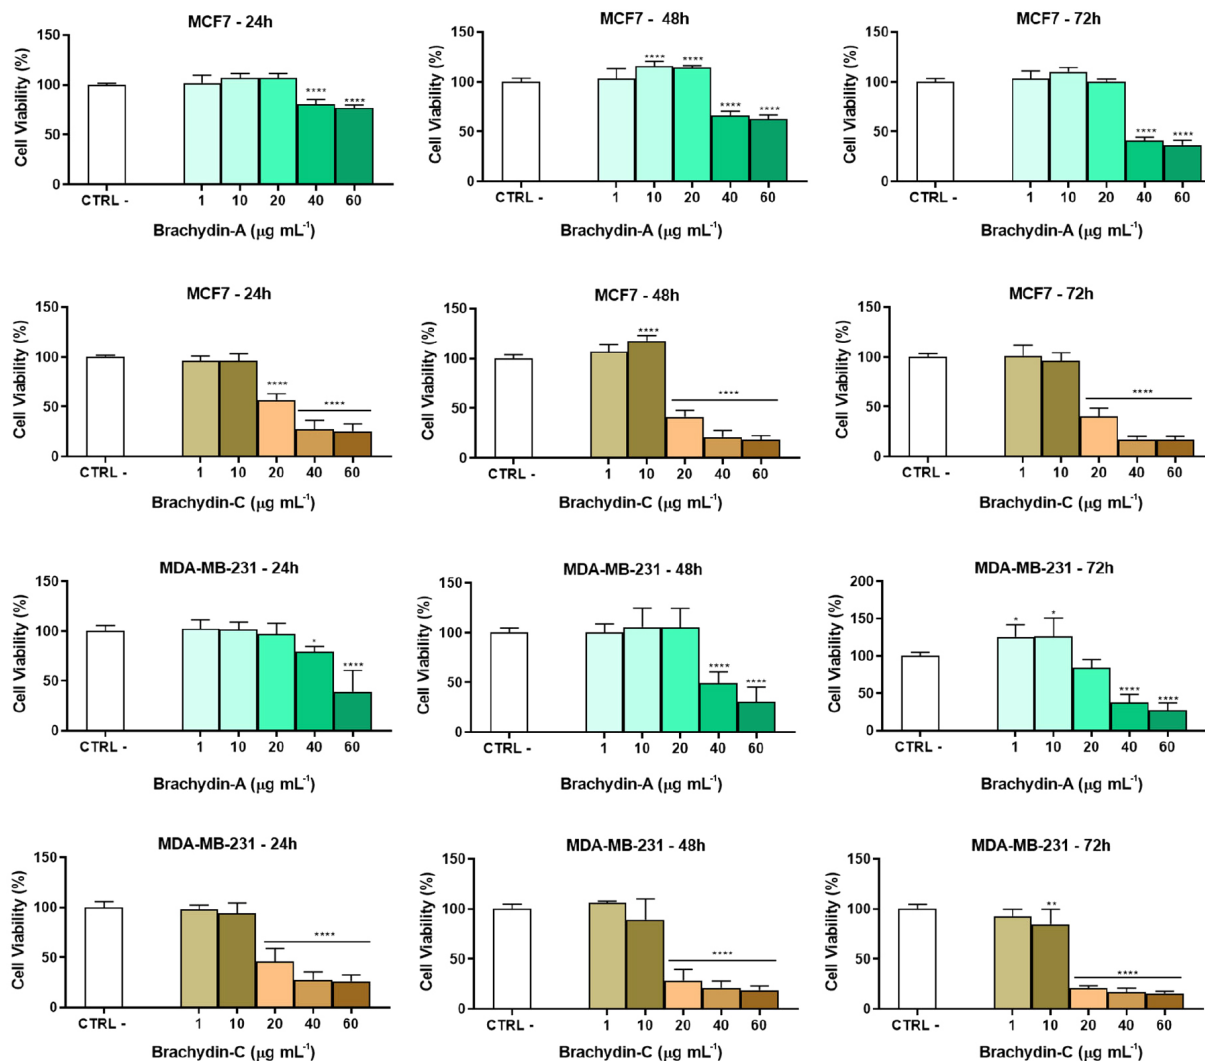 MCF7 - 24h
Cell Viability (%)
150
100
50
0
**** ****
CTRL - 1 10 20 40 60
Brachydin-A (μg mL⁻¹)
MCF7 - 48h
Cell Viability (%)
150
100
50
0
**** **** **** ****
CTRL - 1 10 20 40 60
Brachydin-A (μg mL⁻¹)
MCF7 - 72h
Cell Viability (%)
150
100
50
0
**** ****
CTRL - 1 10 20 40 60
Brachydin-A (μg mL⁻¹)
MCF7 - 24h
Cell Viability (%)
150
100
50
0
**** ****
CTRL - 1 10 20 40 60
Brachydin-C (μg mL⁻¹)
MCF7 - 48h
Cell Viability (%)
150
100
50
0
**** ****
CTRL - 1 10 20 40 60
Brachydin-C (μg mL⁻¹)
MCF7 - 72h
Cell Viability (%)
150
100
50
0
****
CTRL - 1 10 20 40 60
Brachydin-C (μg mL⁻¹)
MDA-MB-231 - 24h
Cell Viability (%)
150
100
50
0
* ****
CTRL - 1 10 20 40 60
Brachydin-A (μg mL⁻¹)
MDA-MB-231 - 48h
Cell Viability (%)
150
100
50
0
**** ****
CTRL - 1 10 20 40 60
Brachydin-A (μg mL⁻¹)
MDA-MB-231 - 72h
Cell Viability (%)
200
150
100
50
0
* * **** ****
CTRL - 1 10 20 40 60
Brachydin-A (μg mL⁻¹)
MDA-MB-231 - 24h
Cell Viability (%)
150
100
50
0
****
CTRL - 1 10 20 40 60
Brachydin-C (μg mL⁻¹)
MDA-MB-231 - 48h
Cell Viability (%)
150
100
50
0
****
CTRL - 1 10 20 40 60
Brachydin-C (μg mL⁻¹)
MDA-MB-231 - 72h
Cell Viability (%)
150
100
50
0
** ****
CTRL - 1 10 20 40 60
Brachydin-C (μg mL⁻¹)